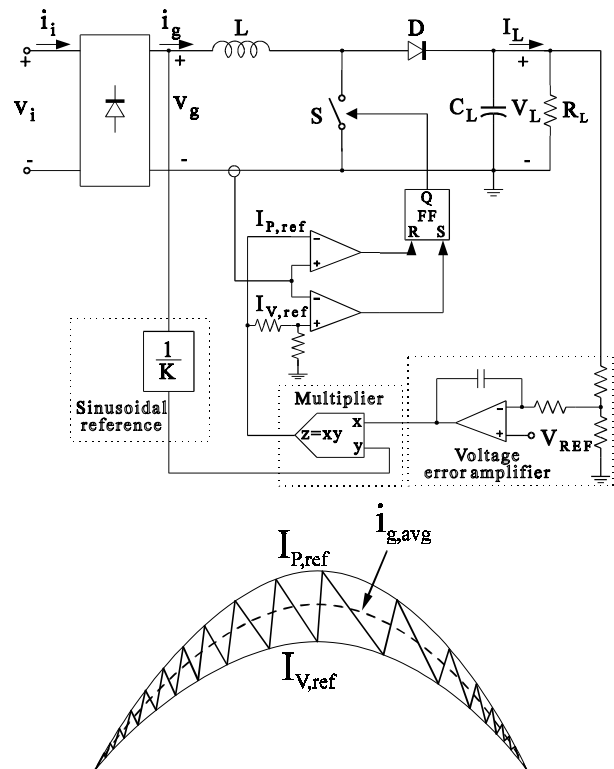 i_i
i_g
L
D
I_L
+
+
+
v_i
v_g
S
C_L
V_L
R_L
-
-
-
Q
FF
R S
I_P,ref
-
+
I_V,ref
-
+
1
K
Sinusoidal
reference
Multiplier
z=xy
x
y
-
+
V_REF
Voltage
error amplifier
i_g,avg
I_P,ref
I_V,ref